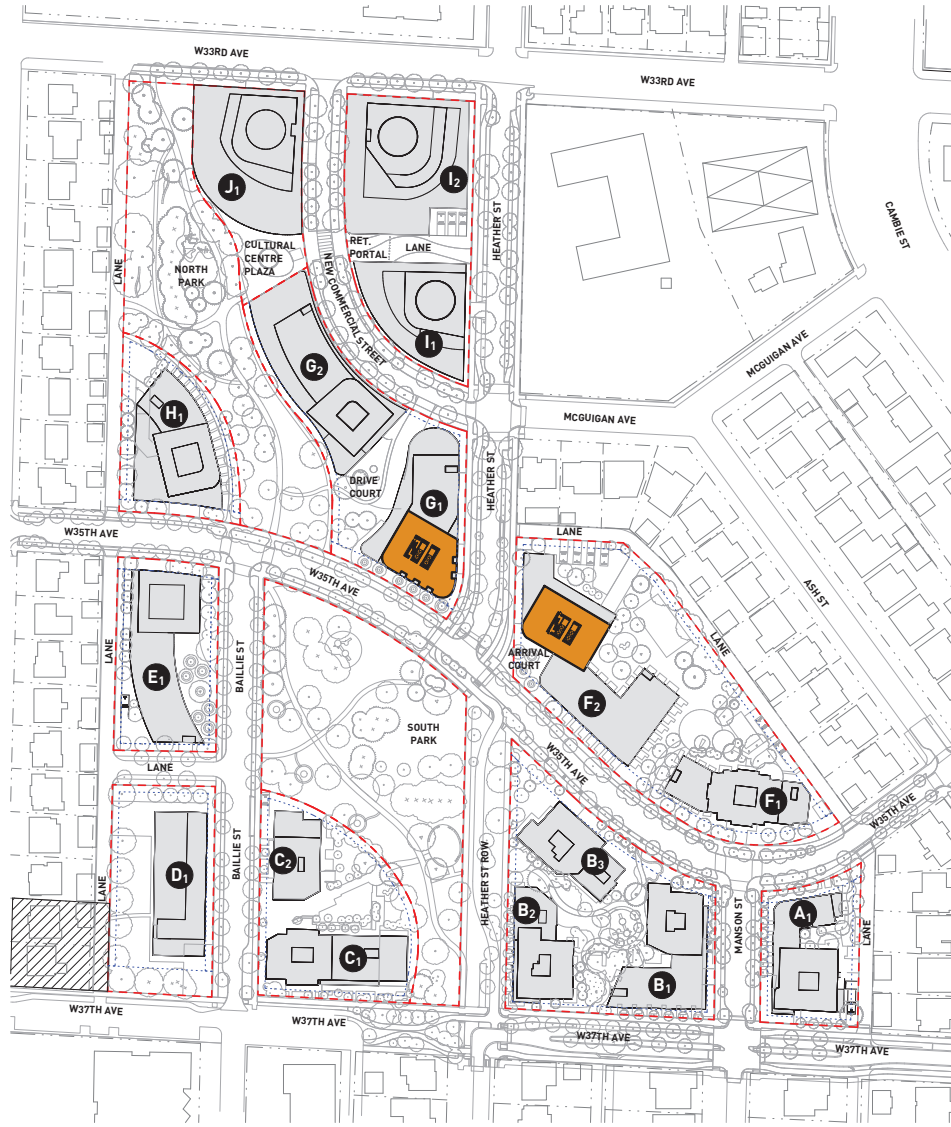 W33RD AVE
W33RD AVE
J1
I2
CAMBIE ST
HEATHER ST
CULTURAL
CENTRE
PLAZA
RET.
PORTAL
LANE
NORTH
PARK
LANE
NEW COMMERCIAL STREET
I1
G2
MCGUIGAN AVE
H1
MCGUIGAN AVE
DRIVE
COURT
HEATHER ST
G1
W35TH AVE
LANE
W35TH AVE
ASH ST
LANE
ARRIVAL
COURT
LANE
BAILLIE ST
E1
F2
SOUTH
PARK
W35TH AVE
LANE
F1
W35TH AVE
BAILLIE ST
C2
B3
HEATHER ST ROW
D1
LANE
B2
MANSON ST
A1
LANE
C1
B1
W37TH AVE
W37TH AVE
W37TH AVE
W37TH AVE